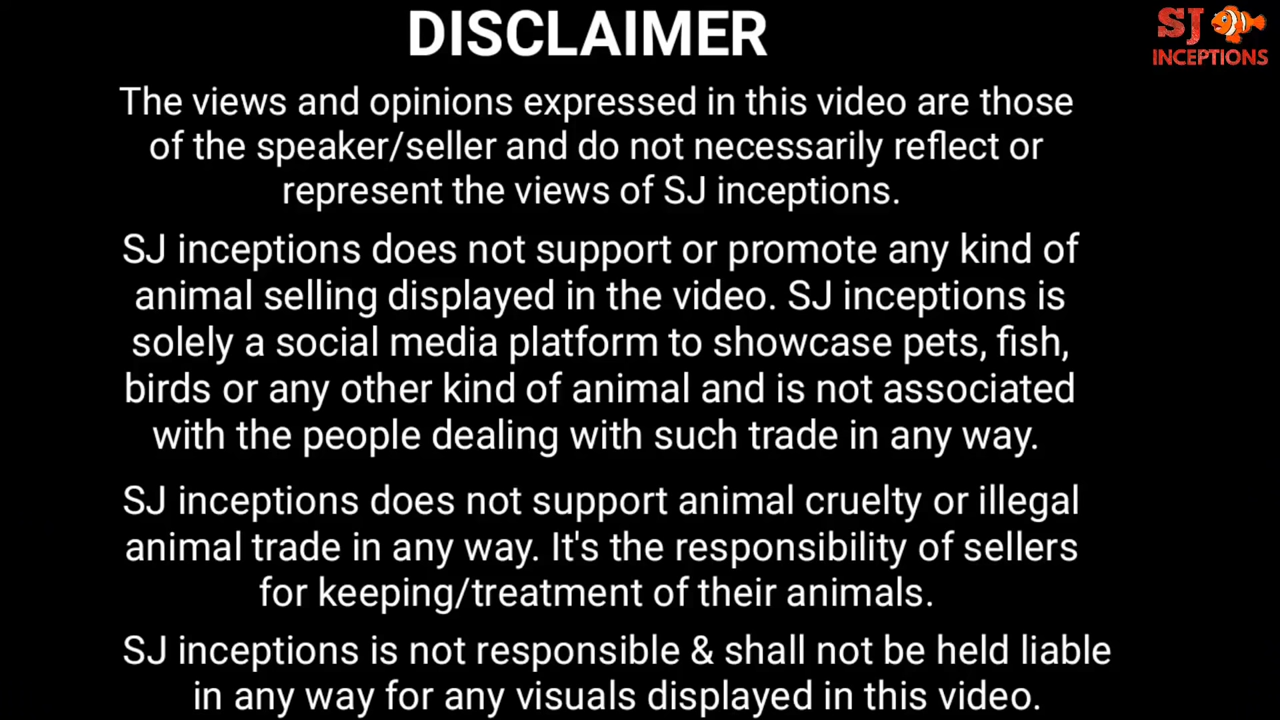 DISCLAIMER
SJ
INCEPTIONS
The views and opinions expressed in this video are those
of the speaker/seller and do not necessarily reflect or
represent the views of SJ inceptions.
SJ inceptions does not support or promote any kind of
animal selling displayed in the video. SJ inceptions is
solely a social media platform to showcase pets, fish,
birds or any other kind of animal and is not associated
with the people dealing with such trade in any way.
SJ inceptions does not support animal cruelty or illegal
animal trade in any way. It's the responsibility of sellers
for keeping/treatment of their animals.
SJ inceptions is not responsible & shall not be held liable
in any way for any visuals displayed in this video.